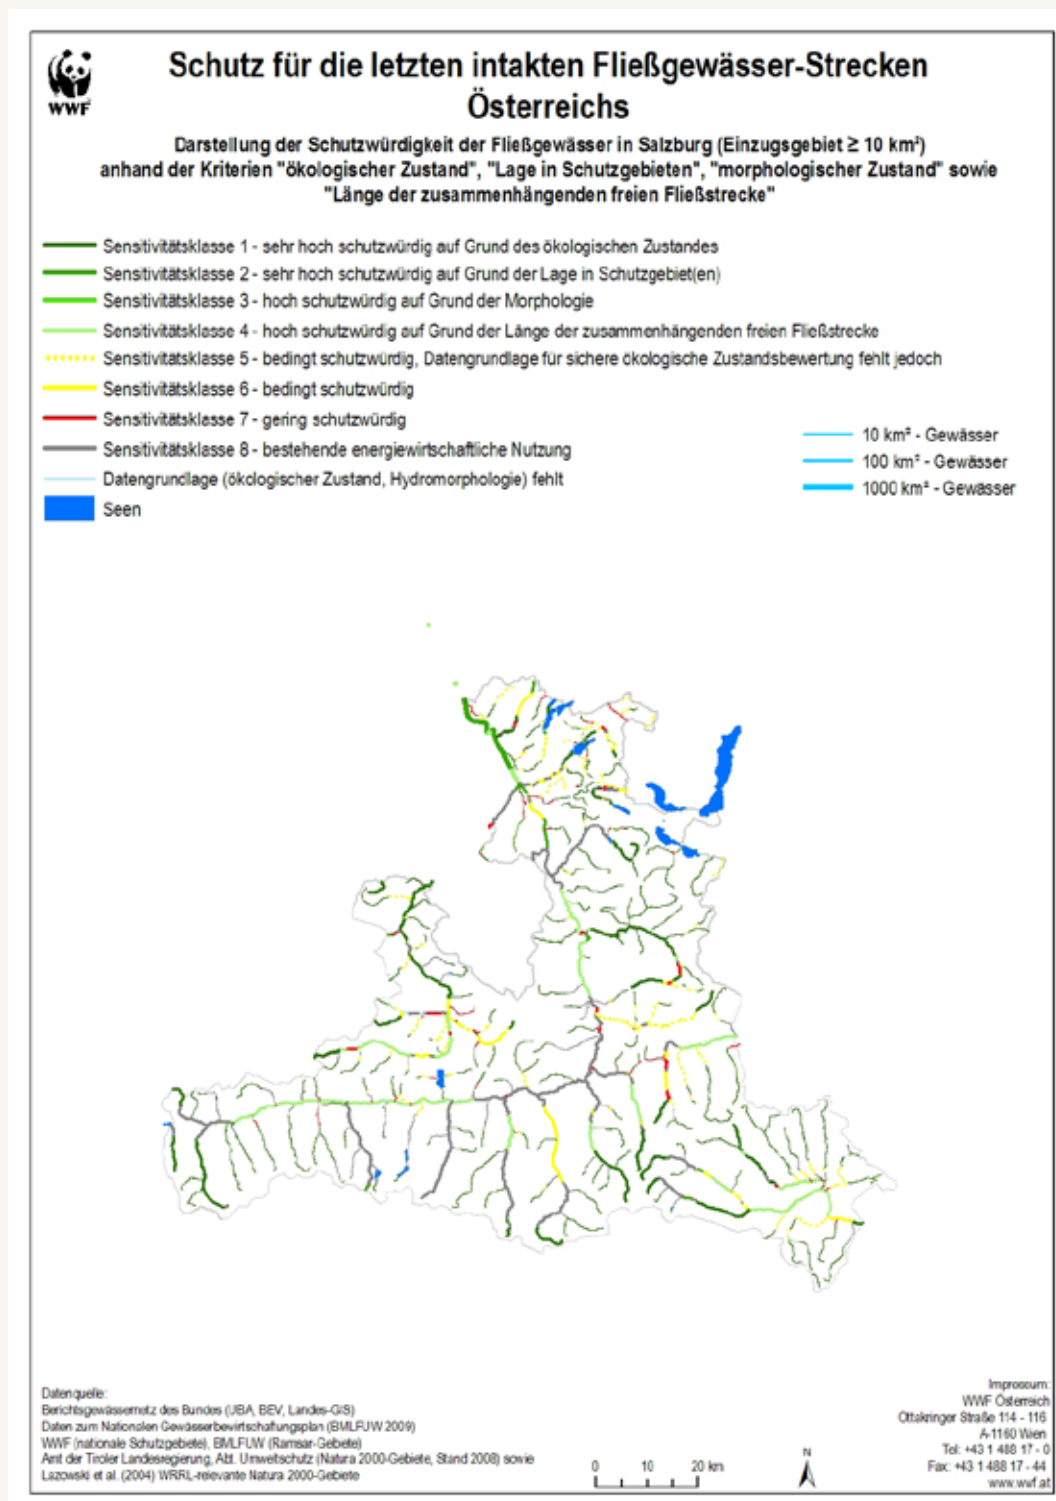 WWF
Schutz für die letzten intakten Fließgewässer-Strecken
Österreichs
Darstellung der Schutzwürdigkeit der Fließgewässer in Salzburg (Einzugsgebiet ≥ 10 km²)
anhand der Kriterien "ökologischer Zustand", "Lage in Schutzgebieten", "morphologischer Zustand" sowie
"Länge der zusammenhängenden freien Fließstrecke"
Sensitivitätsklasse 1 - sehr hoch schutzwürdig auf Grund des ökologischen Zustandes
Sensitivitätsklasse 2 - sehr hoch schutzwürdig auf Grund der Lage in Schutzgebiet(en)
Sensitivitätsklasse 3 - hoch schutzwürdig auf Grund der Morphologie
Sensitivitätsklasse 4 - hoch schutzwürdig auf Grund der Länge der zusammenhängenden freien Fließstrecke
Sensitivitätsklasse 5 - bedingt schutzwürdig, Datengrundlage für sichere ökologische Zustandsbewertung fehlt jedoch
Sensitivitätsklasse 6 - bedingt schutzwürdig
Sensitivitätsklasse 7 - gering schutzwürdig
Sensitivitätsklasse 8 - bestehende energiewirtschaftliche Nutzung
Datengrundlage (ökologischer Zustand, Hydromorphologie) fehlt
Seen
10 km² - Gewässer
100 km² - Gewässer
1000 km² - Gewässer
Datenquelle:
Berichtsgewässernetz des Bundes (UBA, BEV, Landes-GIS)
Daten zum Nationalen Gewässerbewirtschaftungsplan (BMLFUW 2009)
WWF (nationale Schutzgebiete), BMLFUW (Ramsar-Gebiete)
Amt der Tiroler Landesregierung, Abt. Umweltschutz (Natura 2000-Gebiete, Stand 2008) sowie
Lazowski et al. (2004) WRRL-relevante Natura 2000-Gebiete
0 10 20 km
N
Impressum:
WWF Österreich
Ottakringer Straße 114 - 116
A-1160 Wien
Tel: +43 1 488 17 - 0
Fax: +43 1 488 17 - 44
www.wwf.at